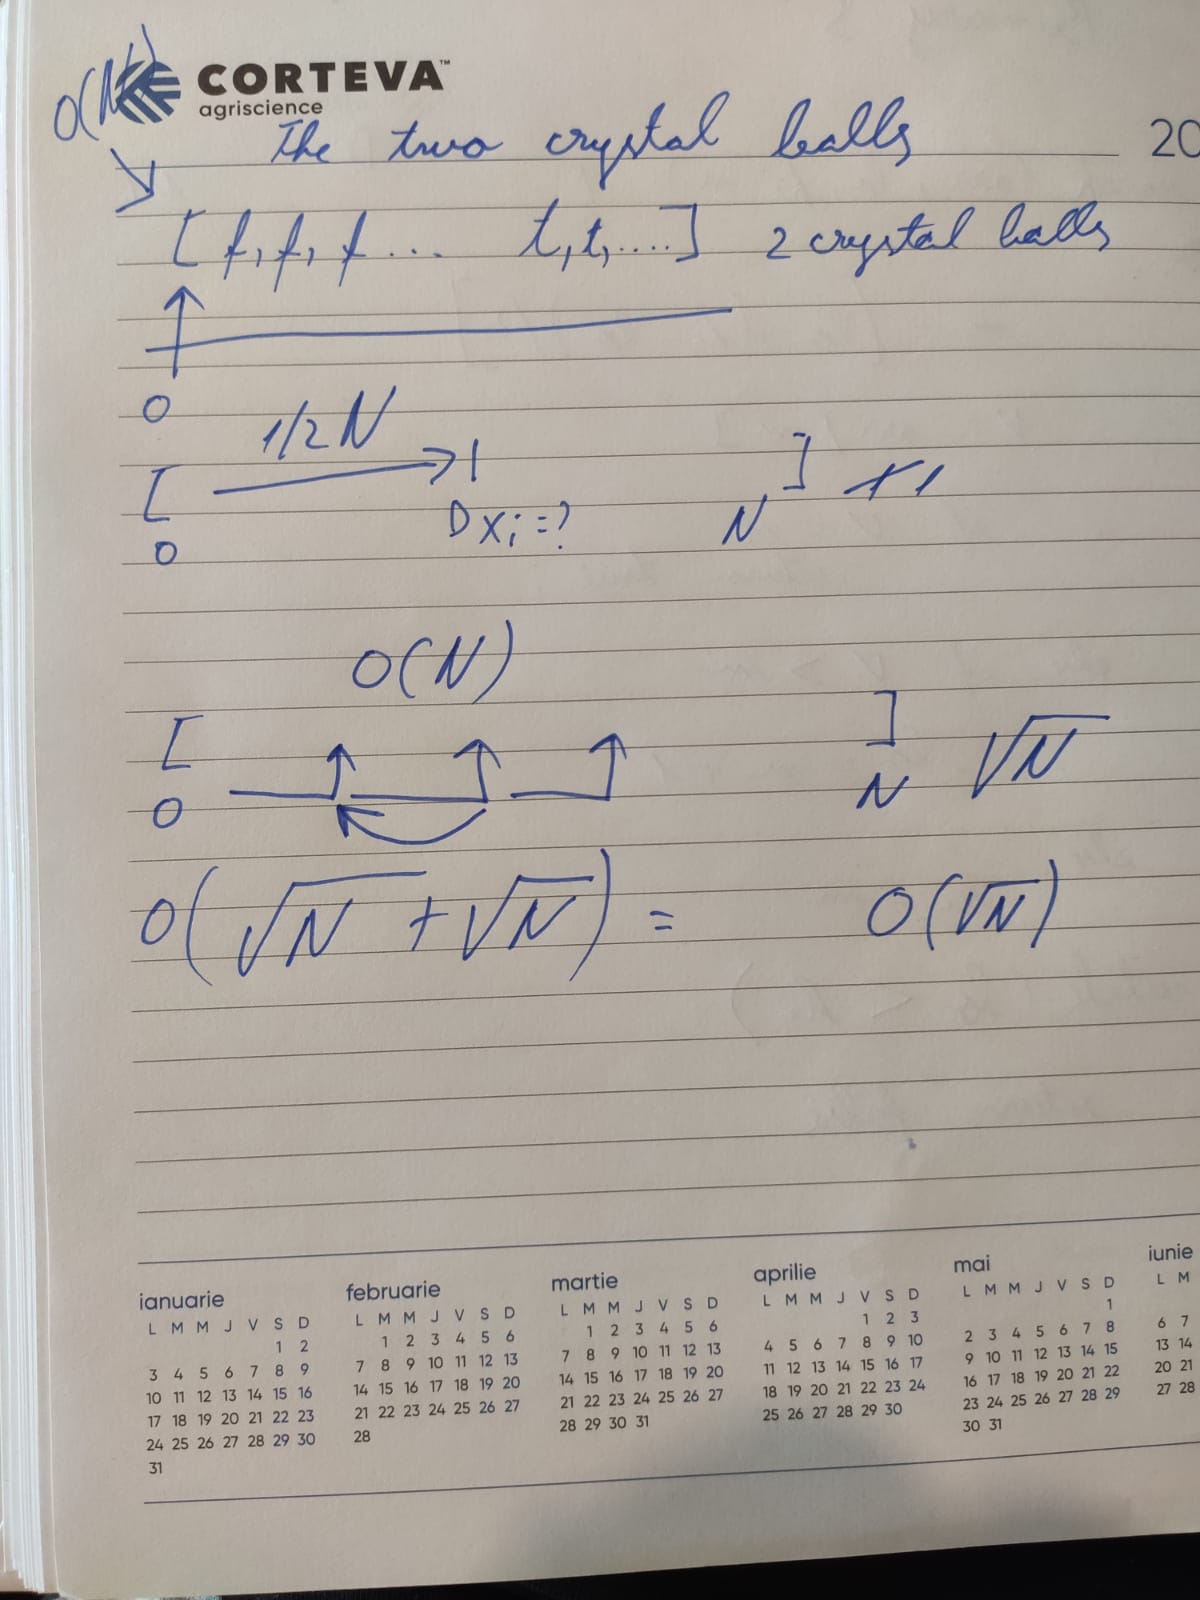 O(N)
CORTEVA™
agriscience
The two crystal balls
20
[f, f, f ... t, t, ....] 2 crystal balls
0
1/2 N
[ ] +1
0 N
O(N)
[ ] √N
0 N
O(√N + √N) = O(√N)
ianuarie
L M M J V S D
1 2
3 4 5 6 7 8 9
10 11 12 13 14 15 16
17 18 19 20 21 22 23
24 25 26 27 28 29 30
31
februarie
L M M J V S D
1 2 3 4 5 6
7 8 9 10 11 12 13
14 15 16 17 18 19 20
21 22 23 24 25 26 27
28
martie
L M M J V S D
1 2 3 4 5 6
7 8 9 10 11 12 13
14 15 16 17 18 19 20
21 22 23 24 25 26 27
28 29 30 31
aprilie
L M M J V S D
1 2 3
4 5 6 7 8 9 10
11 12 13 14 15 16 17
18 19 20 21 22 23 24
25 26 27 28 29 30
mai
L M M J V S D
1
2 3 4 5 6 7 8
9 10 11 12 13 14 15
16 17 18 19 20 21 22
23 24 25 26 27 28 29
30 31
iunie
L M
6 7
13 14
20 21
27 28